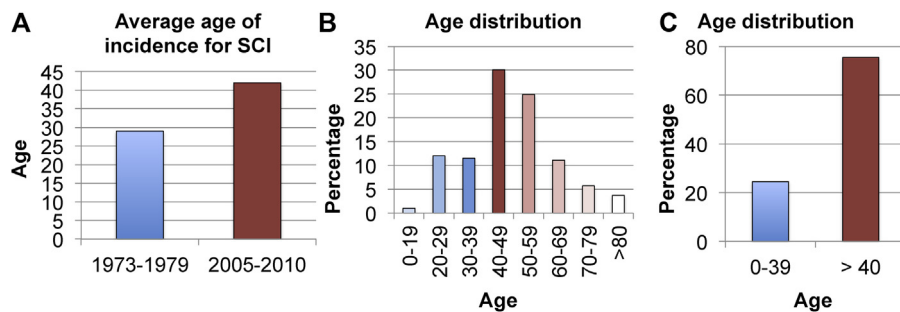 A
Average age of
incidence for SCI
Age
45
40
35
30
25
20
15
10
5
0
1973-1979
2005-2010
B
Age distribution
Percentage
35
30
25
20
15
10
5
0
0-19
20-29
30-39
40-49
50-59
60-69
70-79
>80
Age
C
Age distribution
Percentage
80
60
40
20
0
0-39
> 40
Age